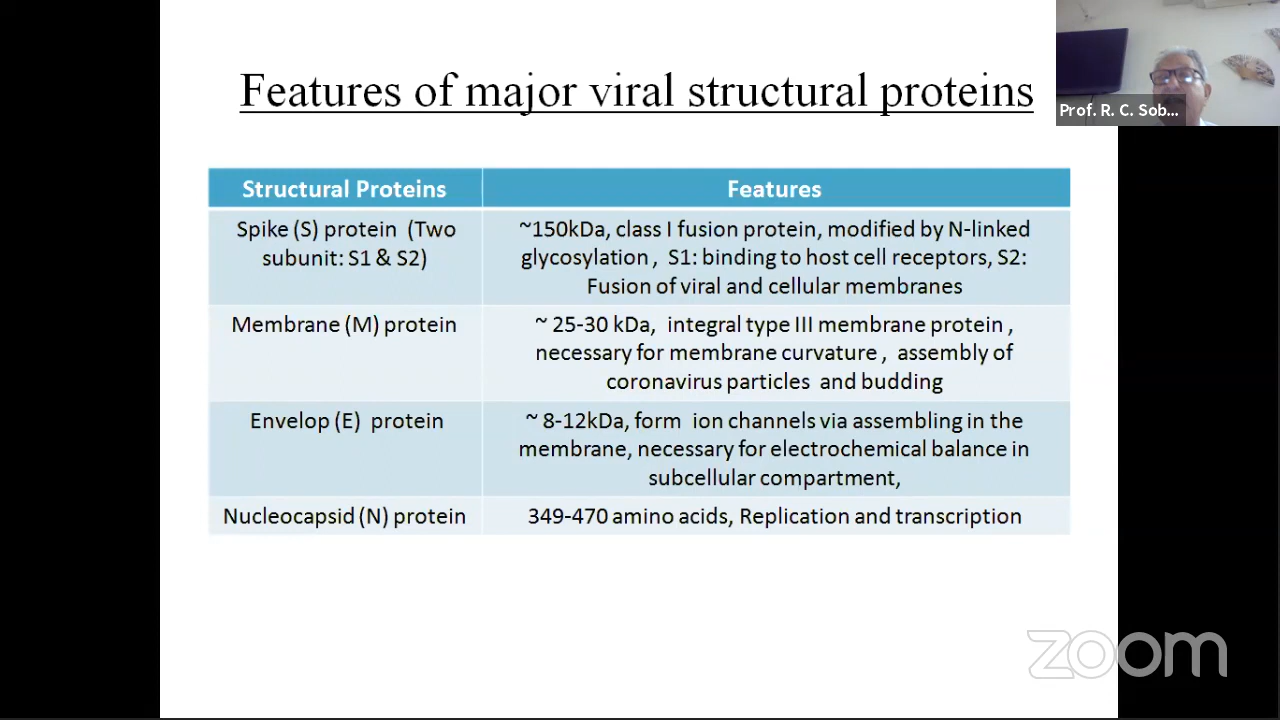 Features of major viral structural proteins
Prof. R. C. Sob...
Structural Proteins
Features
Spike (S) protein (Two
subunit: S1 & S2)
~150kDa, class I fusion protein, modified by N-linked
glycosylation , S1: binding to host cell receptors, S2:
Fusion of viral and cellular membranes
Membrane (M) protein
~ 25-30 kDa, integral type III membrane protein ,
necessary for membrane curvature , assembly of
coronavirus particles and budding
Envelop (E) protein
~ 8-12kDa, form ion channels via assembling in the
membrane, necessary for electrochemical balance in
subcellular compartment,
Nucleocapsid (N) protein
349-470 amino acids, Replication and transcription
zoom